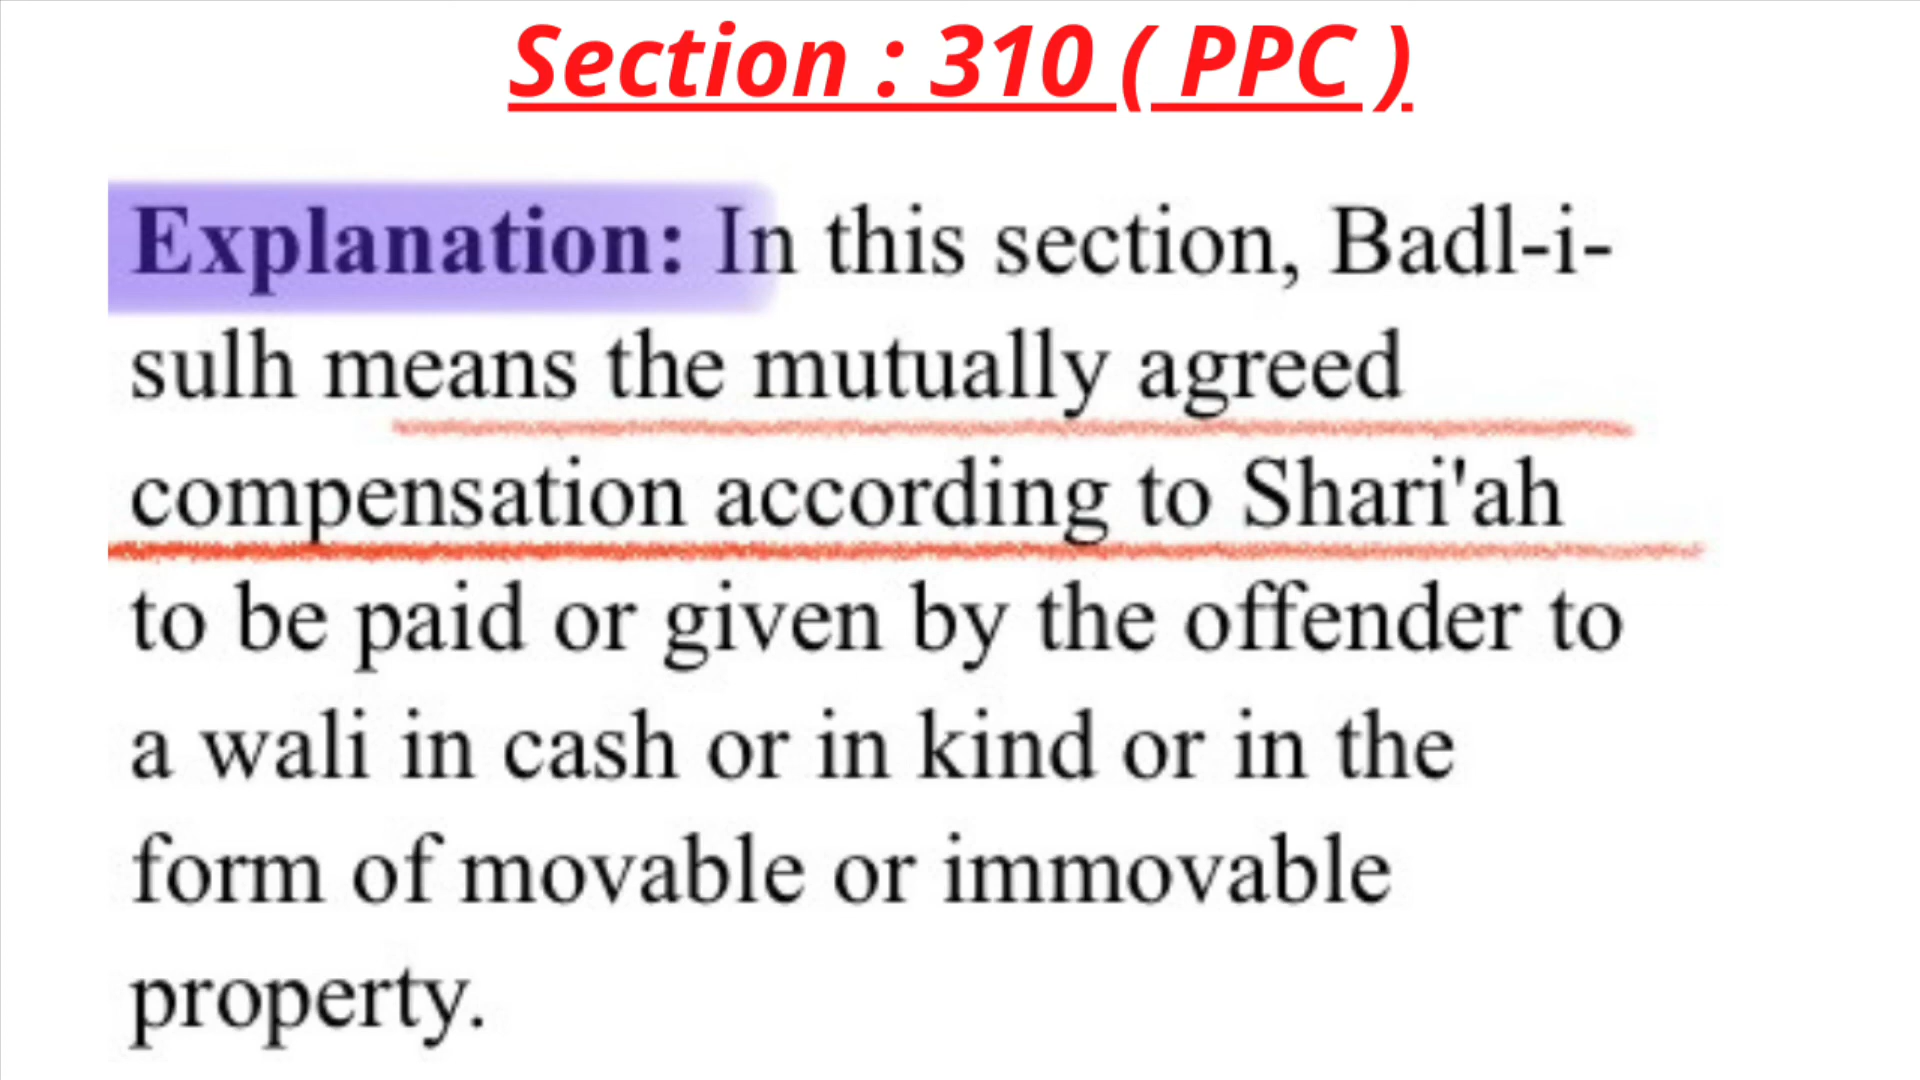 Section : 310 ( PPC )
Explanation: In this section, Badl-i-
sulh means the mutually agreed
compensation according to Shari'ah
to be paid or given by the offender to
a wali in cash or in kind or in the
form of movable or immovable
property.